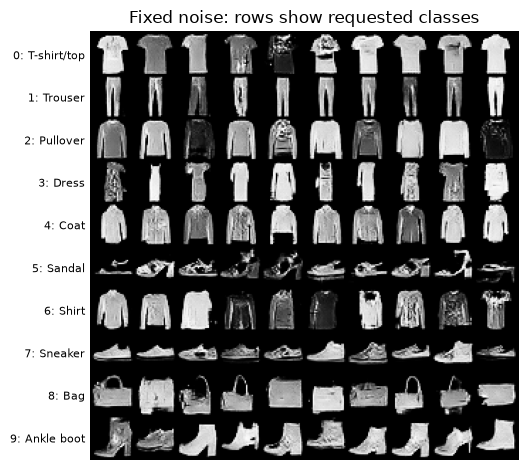 Fixed noise: rows show requested classes
0: T-shirt/top
1: Trouser
2: Pullover
3: Dress
4: Coat
5: Sandal
6: Shirt
7: Sneaker
8: Bag
9: Ankle boot